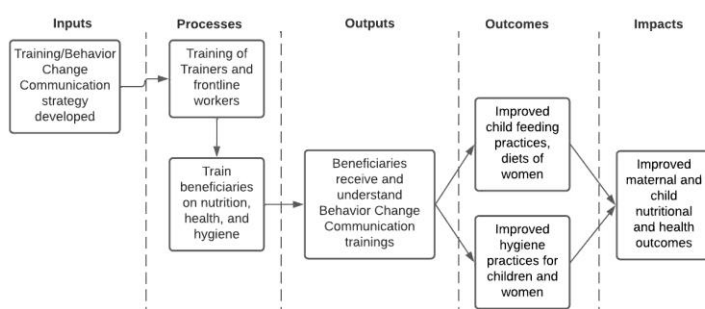 Inputs
Processes
Outputs
Outcomes
Impacts
Training/Behavior
Change
Communication
strategy
developed
Training of
Trainers and
frontline
workers
Train
beneficiaries
on nutrition,
health, and
hygiene
Beneficiaries
receive and
understand
Behavior Change
Communication
trainings
Improved
child feeding
practices,
diets of
women
Improved
hygiene
practices for
children and
women
Improved
maternal and
child
nutritional
and health
outcomes